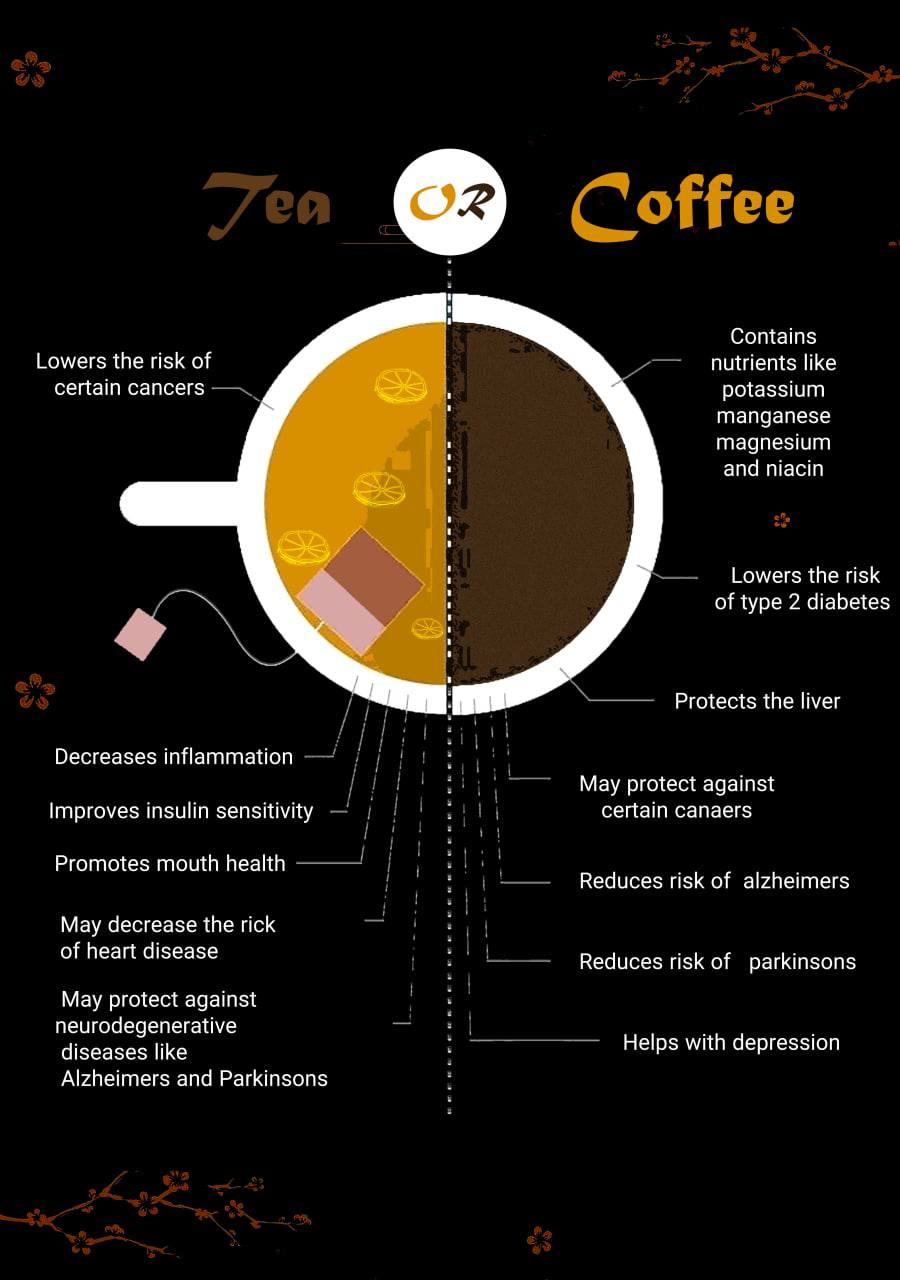 Tea OR Coffee
Lowers the risk of
certain cancers
Decreases inflammation
Improves insulin sensitivity
Promotes mouth health
May decrease the rick
of heart disease
May protect against
neurodegenerative
diseases like
Alzheimers and Parkinsons
Contains
nutrients like
potassium
manganese
magnesium
and niacin
Lowers the risk
of type 2 diabetes
Protects the liver
May protect against
certain canaers
Reduces risk of alzheimers
Reduces risk of parkinsons
Helps with depression